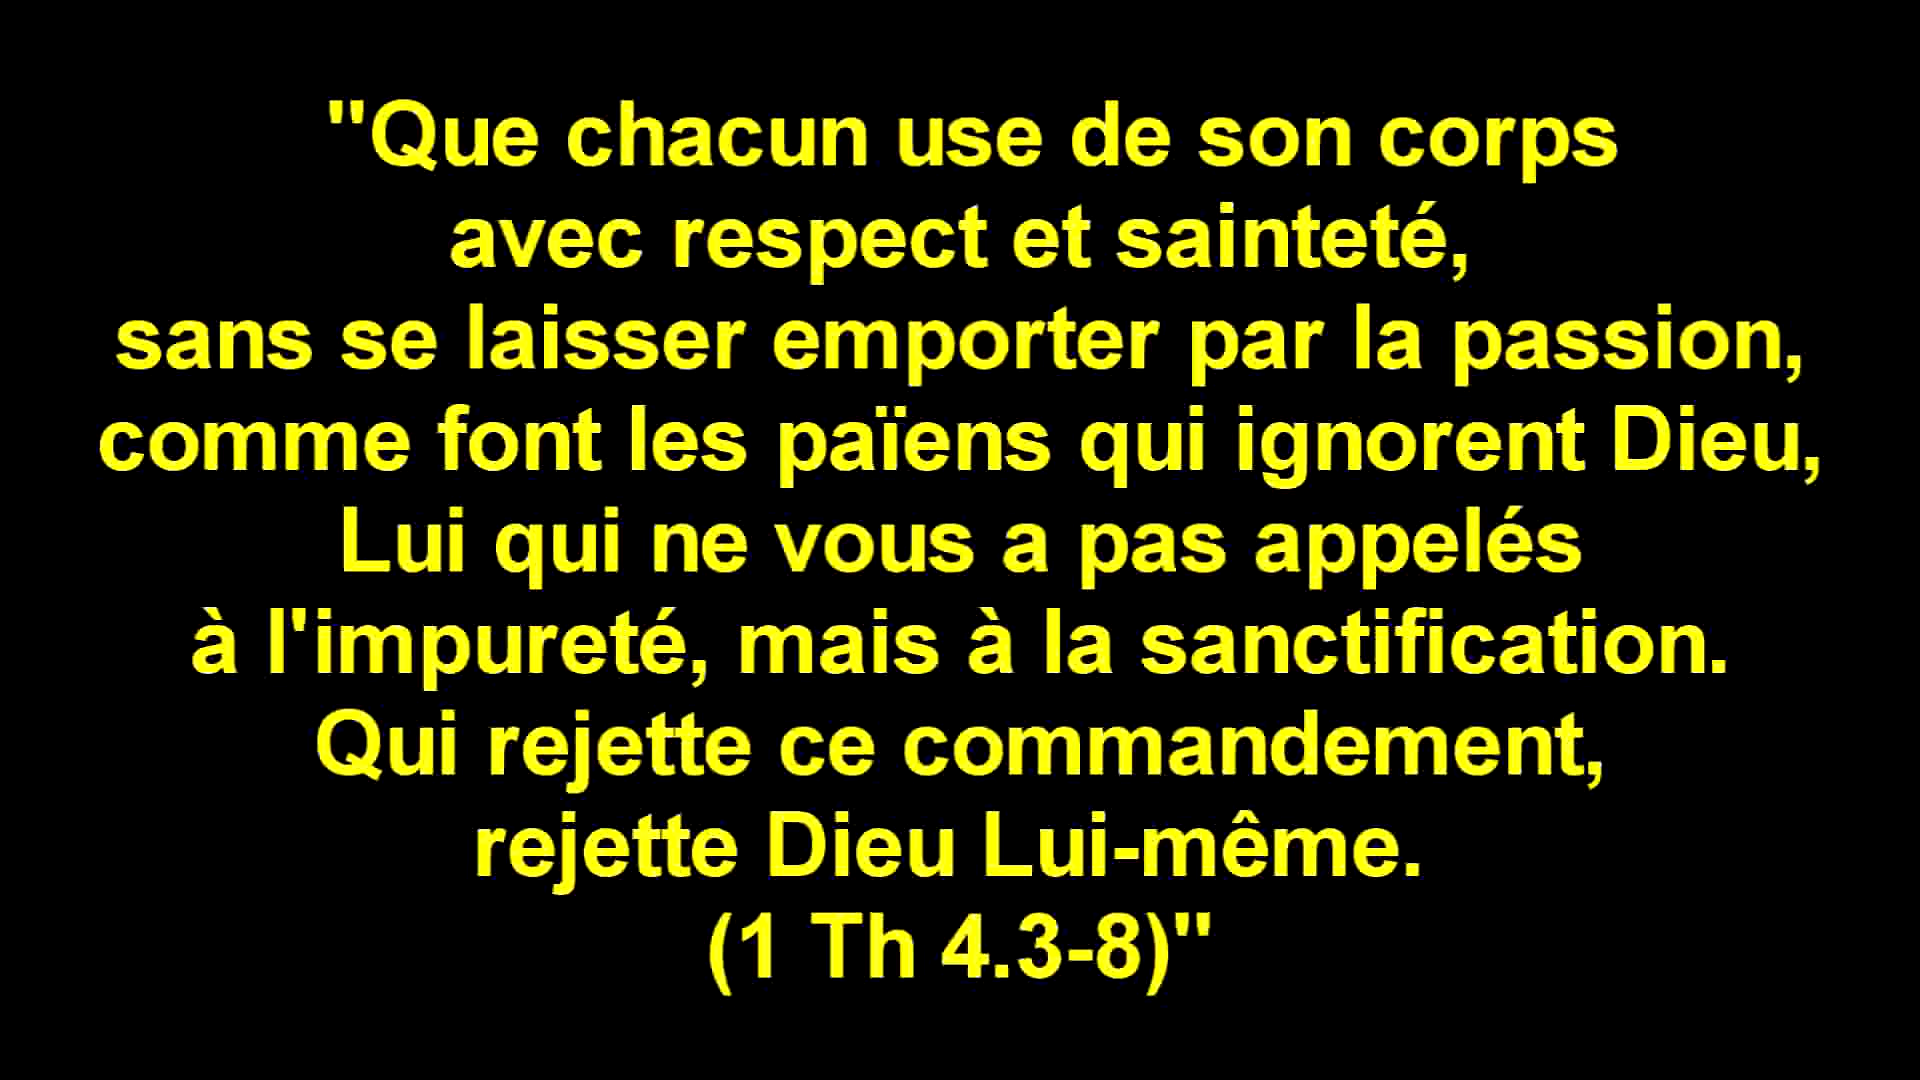 "Que chacun use de son corps
avec respect et sainteté,
sans se laisser emporter par la passion,
comme font les païens qui ignorent Dieu,
Lui qui ne vous a pas appelés
à l'impureté, mais à la sanctification.
Qui rejette ce commandement,
rejette Dieu Lui-même.
(1 Th 4.3-8)"